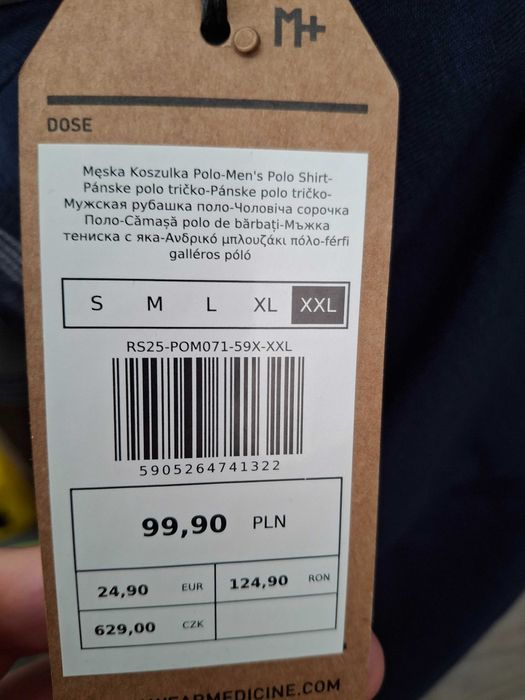 M+
DOSE
Męska Koszulka Polo-Men's Polo Shirt-
Pánske polo tričko-Pánske polo tričko-
Мужская рубашка поло-Чоловіча сорочка
Поло-Cămașă polo de bărbați-Мъжка
тениска с яка-Ανδρικό μπλουζάκι πόλο-férfi
galléros póló
S M L XL XXL
RS25-POM071-59X-XXL
5905264741322
99,90 PLN
24,90 EUR 124,90 RON
629,00 CZK
WEARMEDICINE.COM